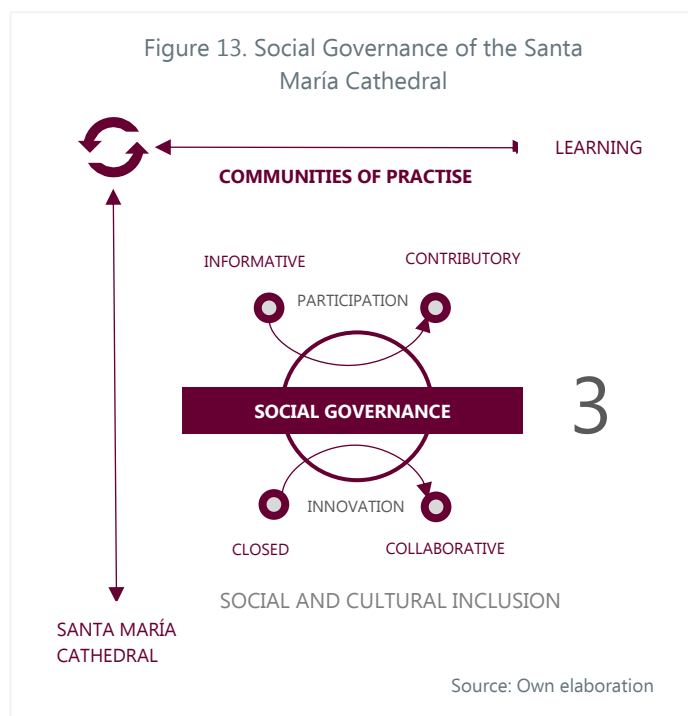 Figure 13. Social Governance of the Santa
María Cathedral
LEARNING
COMMUNITIES OF PRACTISE
INFORMATIVE
CONTRIBUTORY
PARTICIPATION
SOCIAL GOVERNANCE
3
INNOVATION
CLOSED
COLLABORATIVE
SOCIAL AND CULTURAL INCLUSION
SANTA MARÍA
CATHEDRAL
Source: Own elaboration